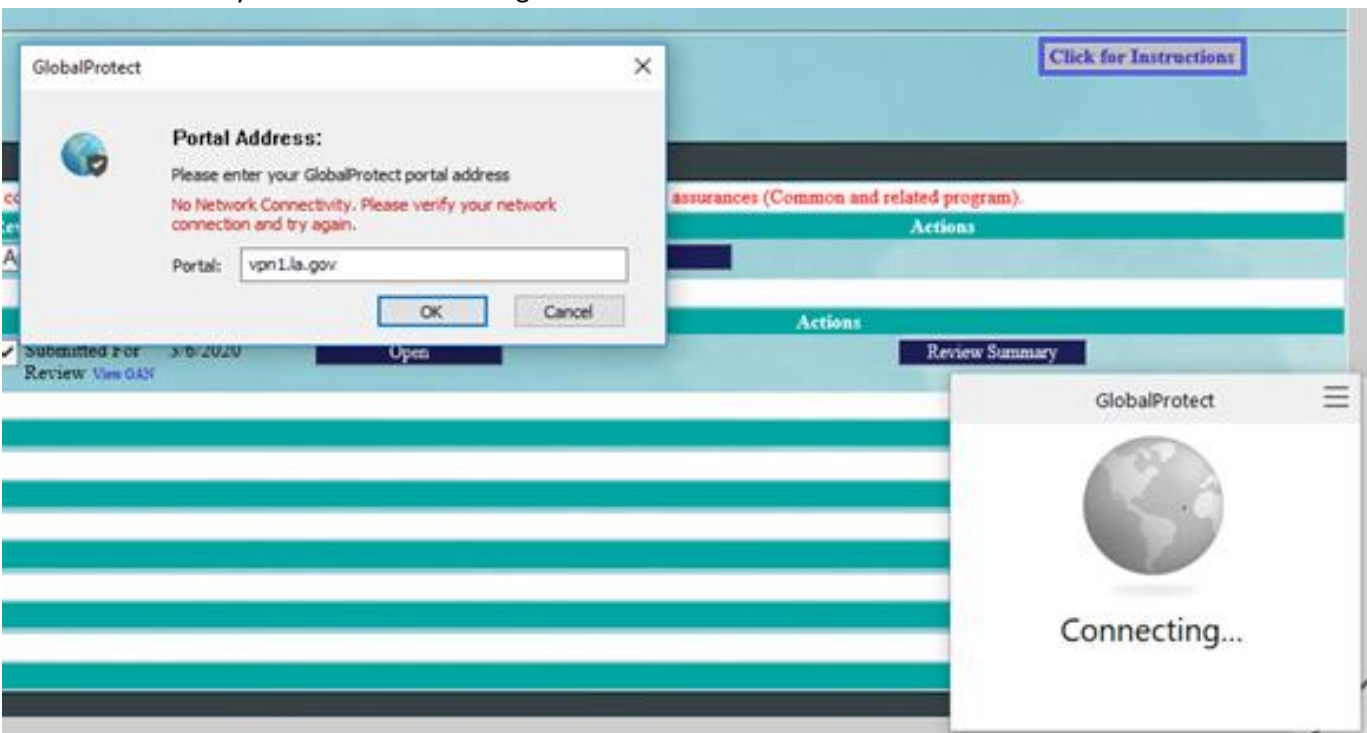 Click for Instructions
GlobalProtect
Portal Address:
Please enter your GlobalProtect portal address
No Network Connectivity. Please verify your network
connection and try again.
Portal: vpn1.la.gov
OK Cancel
assurances (Common and related program).
Actions
Actions
Submitted For 3/6/2020 Open Review Summary
Review View GAN
GlobalProtect
Connecting...